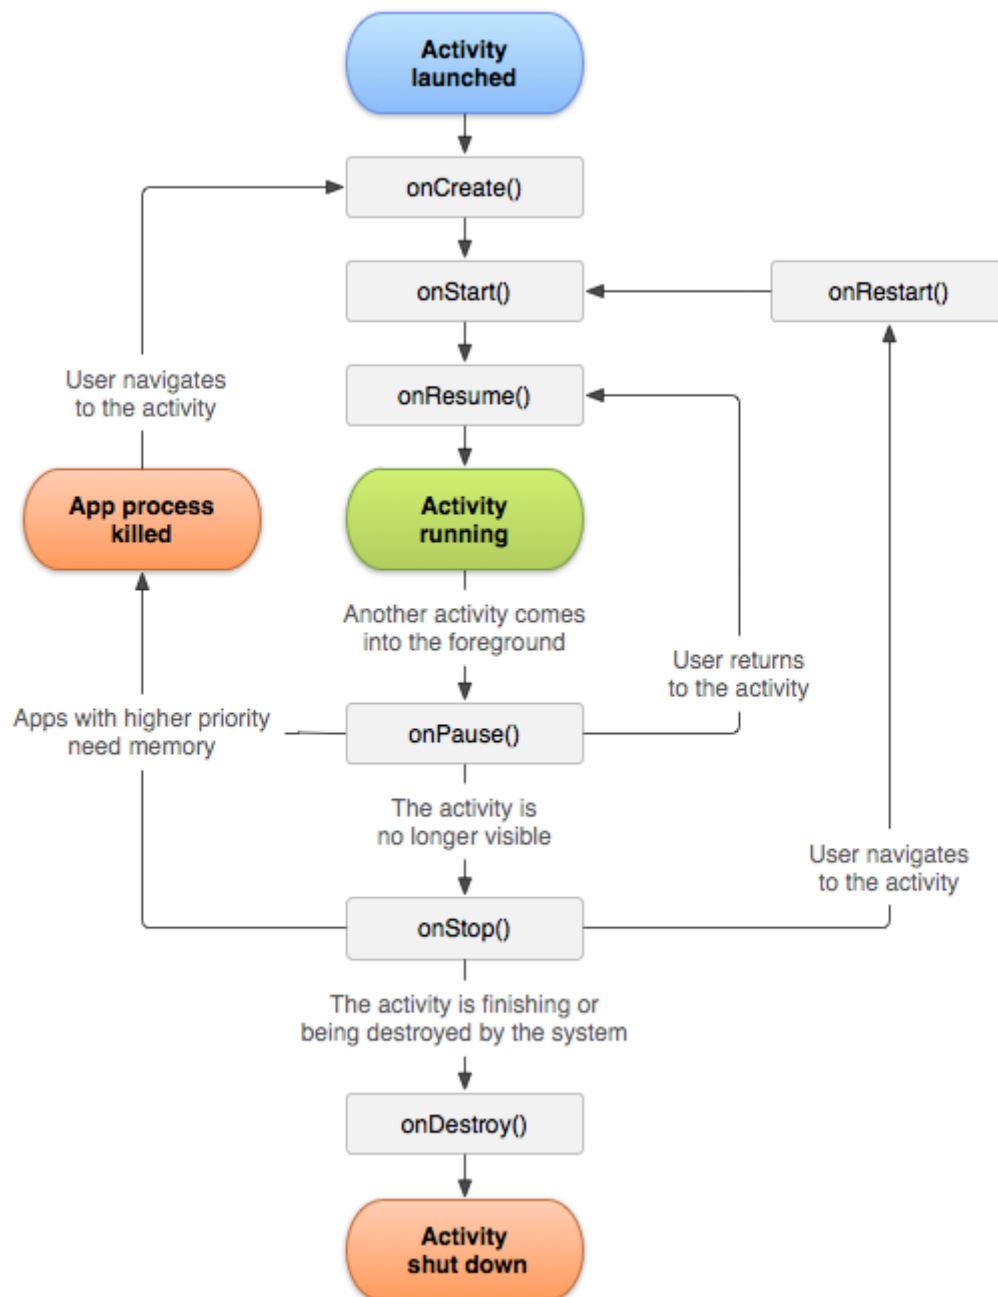 Activity
launched
onCreate()
onStart()
onRestart()
onResume()
User navigates
to the activity
App process
killed
Activity
running
Another activity comes
into the foreground
User returns
to the activity
Apps with higher priority
need memory
onPause()
The activity is
no longer visible
User navigates
to the activity
onStop()
The activity is finishing or
being destroyed by the system
onDestroy()
Activity
shut down